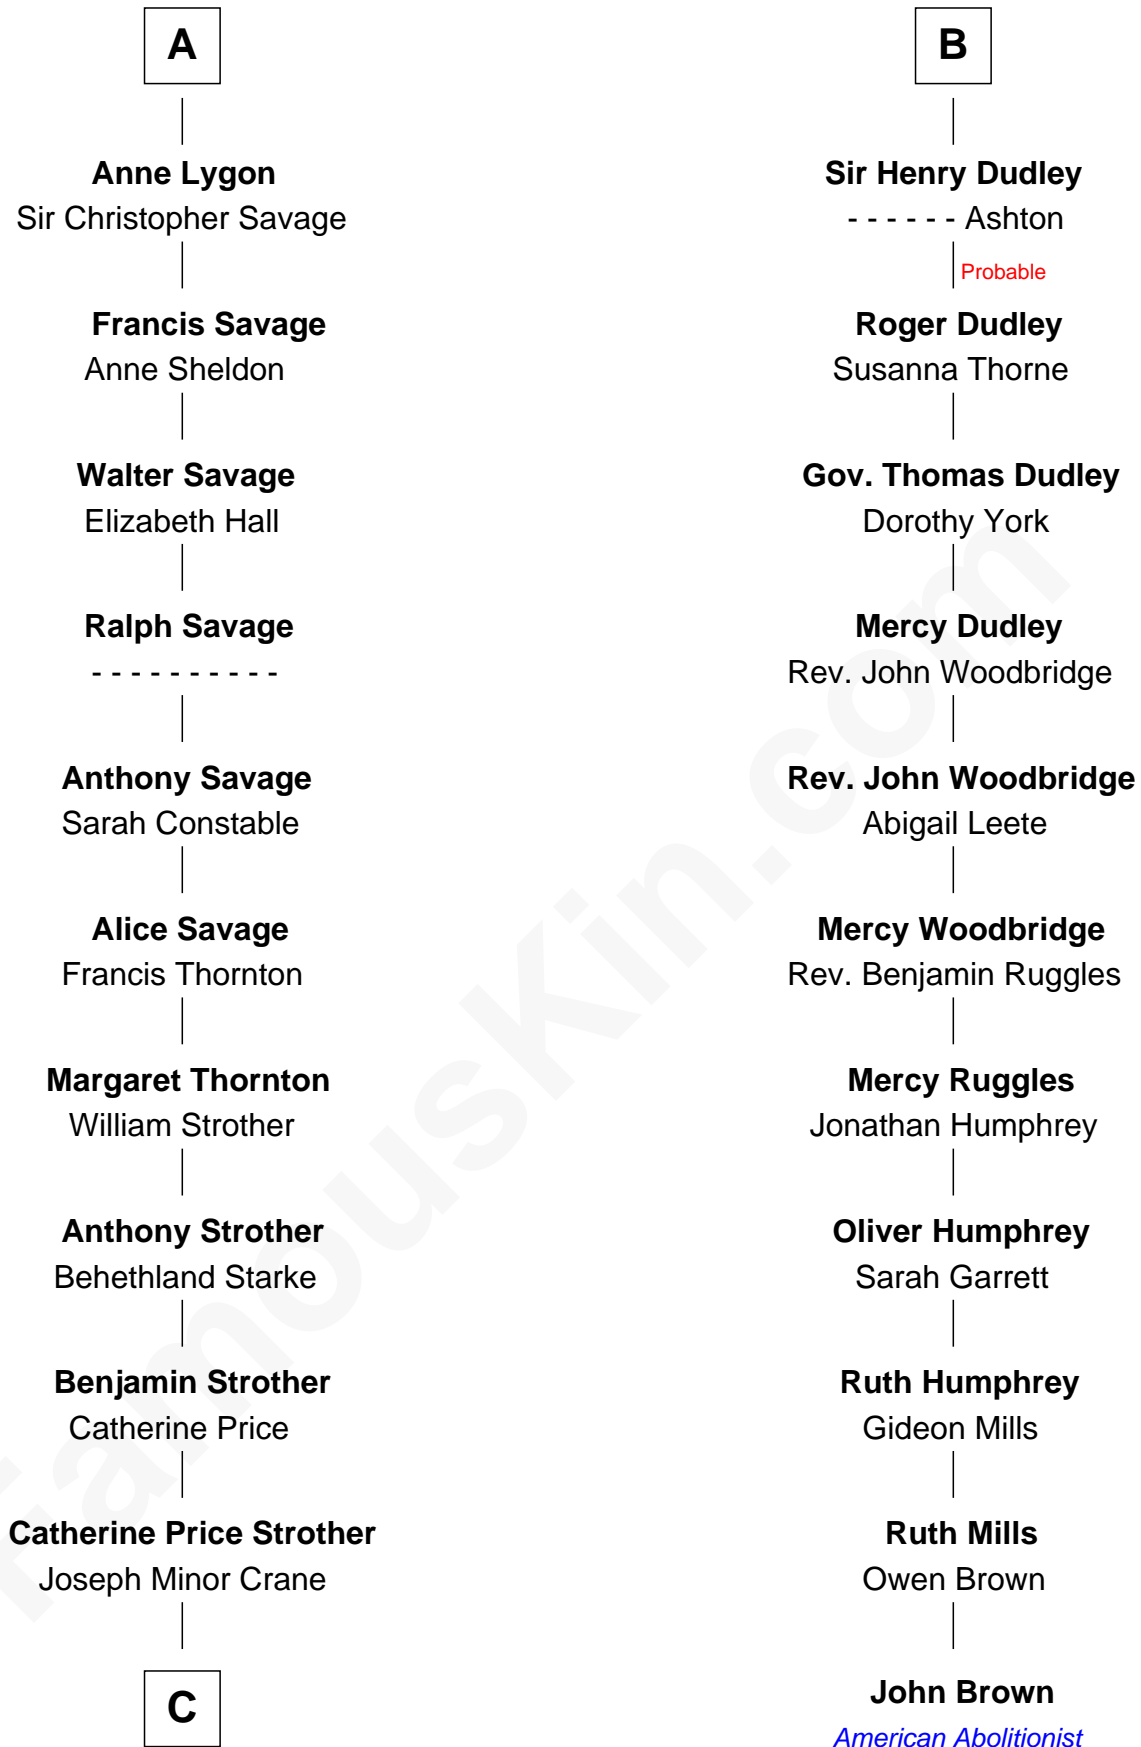 A
Anne Lygon
Sir Christopher Savage
Francis Savage
Anne Sheldon
Walter Savage
Elizabeth Hall
Ralph Savage
- - - - - - - - - -
Anthony Savage
Sarah Constable
Alice Savage
Francis Thornton
Margaret Thornton
William Strother
Anthony Strother
Behethland Starke
Benjamin Strother
Catherine Price
Catherine Price Strother
Joseph Minor Crane
C
B
Sir Henry Dudley
- - - - - - Ashton
Probable
Roger Dudley
Susanna Thorne
Gov. Thomas Dudley
Dorothy York
Mercy Dudley
Rev. John Woodbridge
Rev. John Woodbridge
Abigail Leete
Mercy Woodbridge
Rev. Benjamin Ruggles
Mercy Ruggles
Jonathan Humphrey
Oliver Humphrey
Sarah Garrett
Ruth Humphrey
Gideon Mills
Ruth Mills
Owen Brown
John Brown
American Abolitionist
FamousKin.com